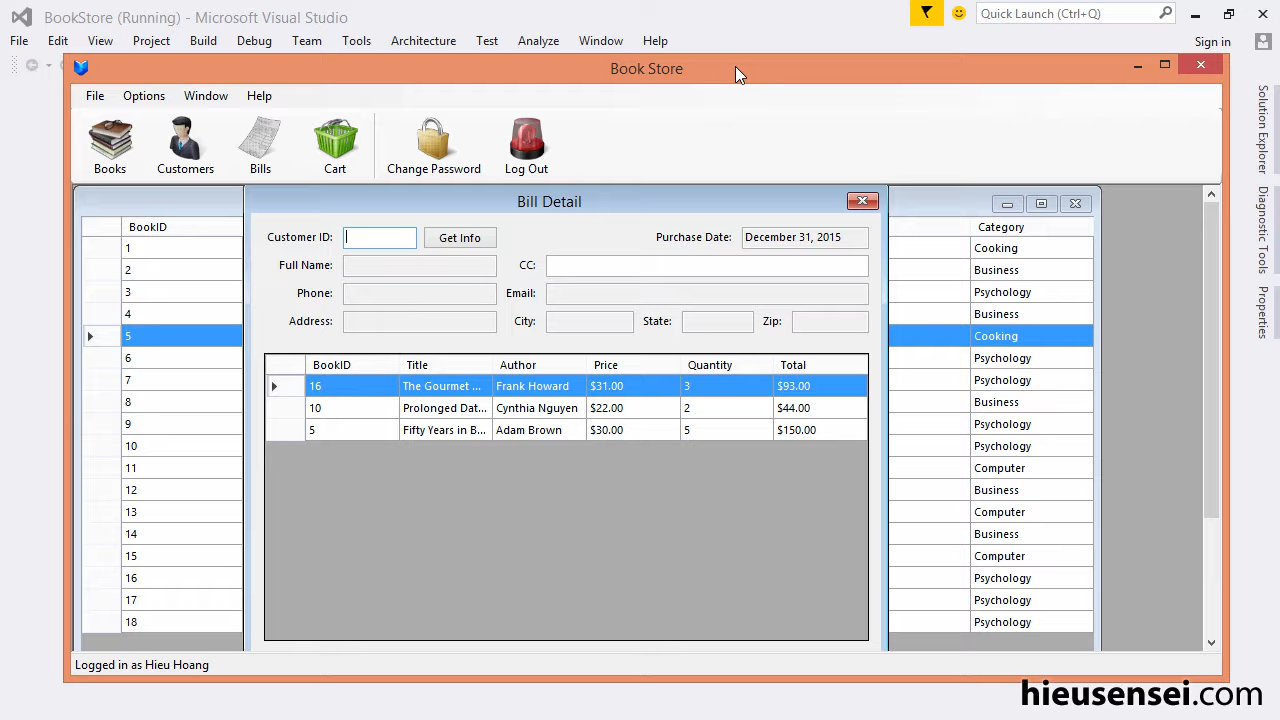 BookStore (Running) - Microsoft Visual Studio
Quick Launch (Ctrl+Q)
File Edit View Project Build Debug Team Tools Architecture Test Analyze Window Help
Sign in
Book Store
File Options Window Help
Books Customers Bills Cart Change Password Log Out
Solution Explorer
Diagnostic Tools
Properties
Bill Detail
Customer ID: Get Info Purchase Date: December 31, 2015
Full Name: CC:
Phone: Email:
Address: City: State: Zip:
BookID Title Author Price Quantity Total
16 The Gourmet ... Frank Howard $31.00 3 $93.00
10 Prolonged Dat... Cynthia Nguyen $22.00 2 $44.00
5 Fifty Years in B... Adam Brown $30.00 5 $150.00
BookID Category
1 Cooking
2 Business
3 Psychology
4 Business
5 Cooking
6 Psychology
7 Psychology
8 Business
9 Psychology
10 Psychology
11 Computer
12 Business
13 Computer
14 Business
15 Computer
16 Psychology
17 Psychology
18 Psychology
Logged in as Hieu Hoang
hieusensei.com